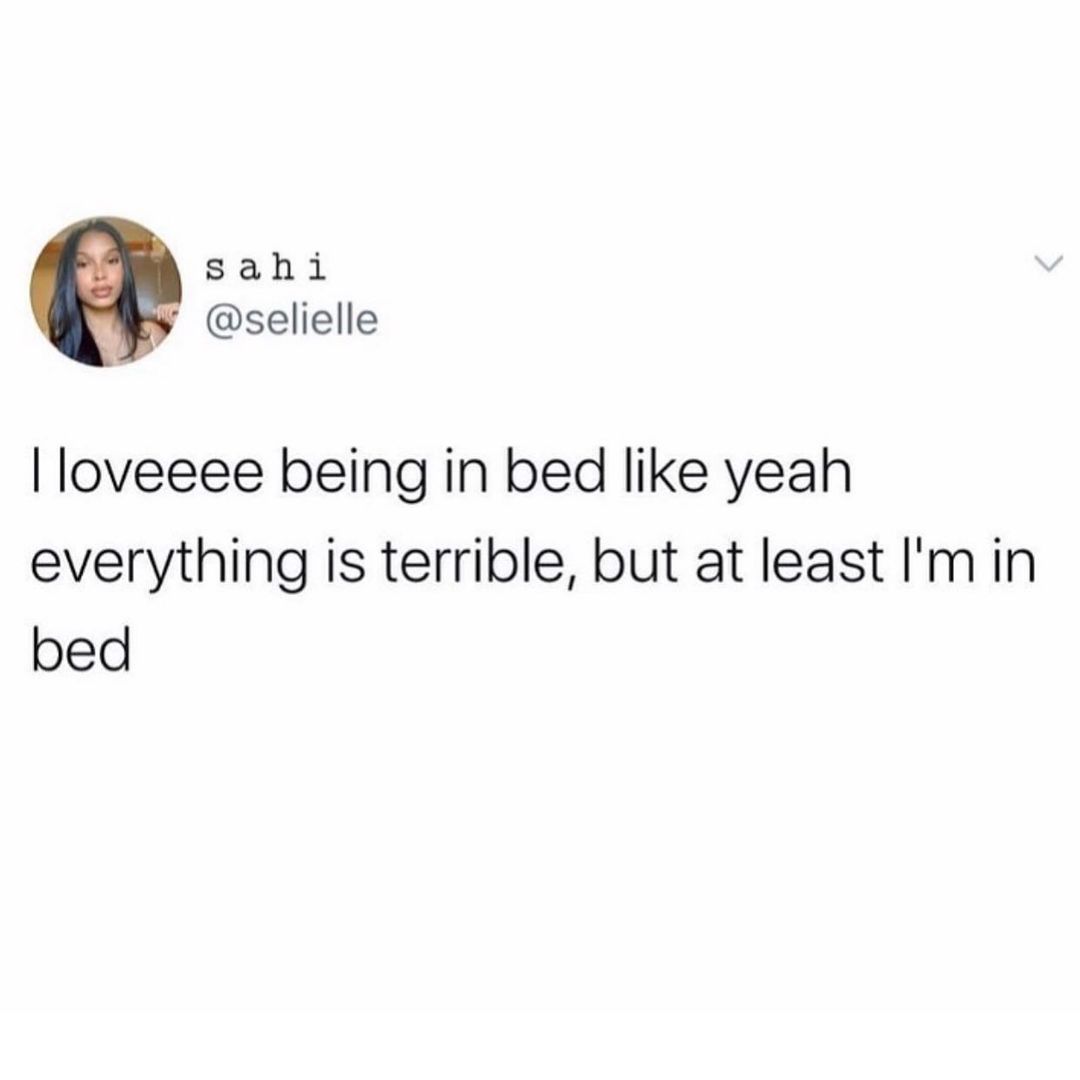 s a h i
@selielle
I loveeee being in bed like yeah
everything is terrible, but at least I'm in
bed